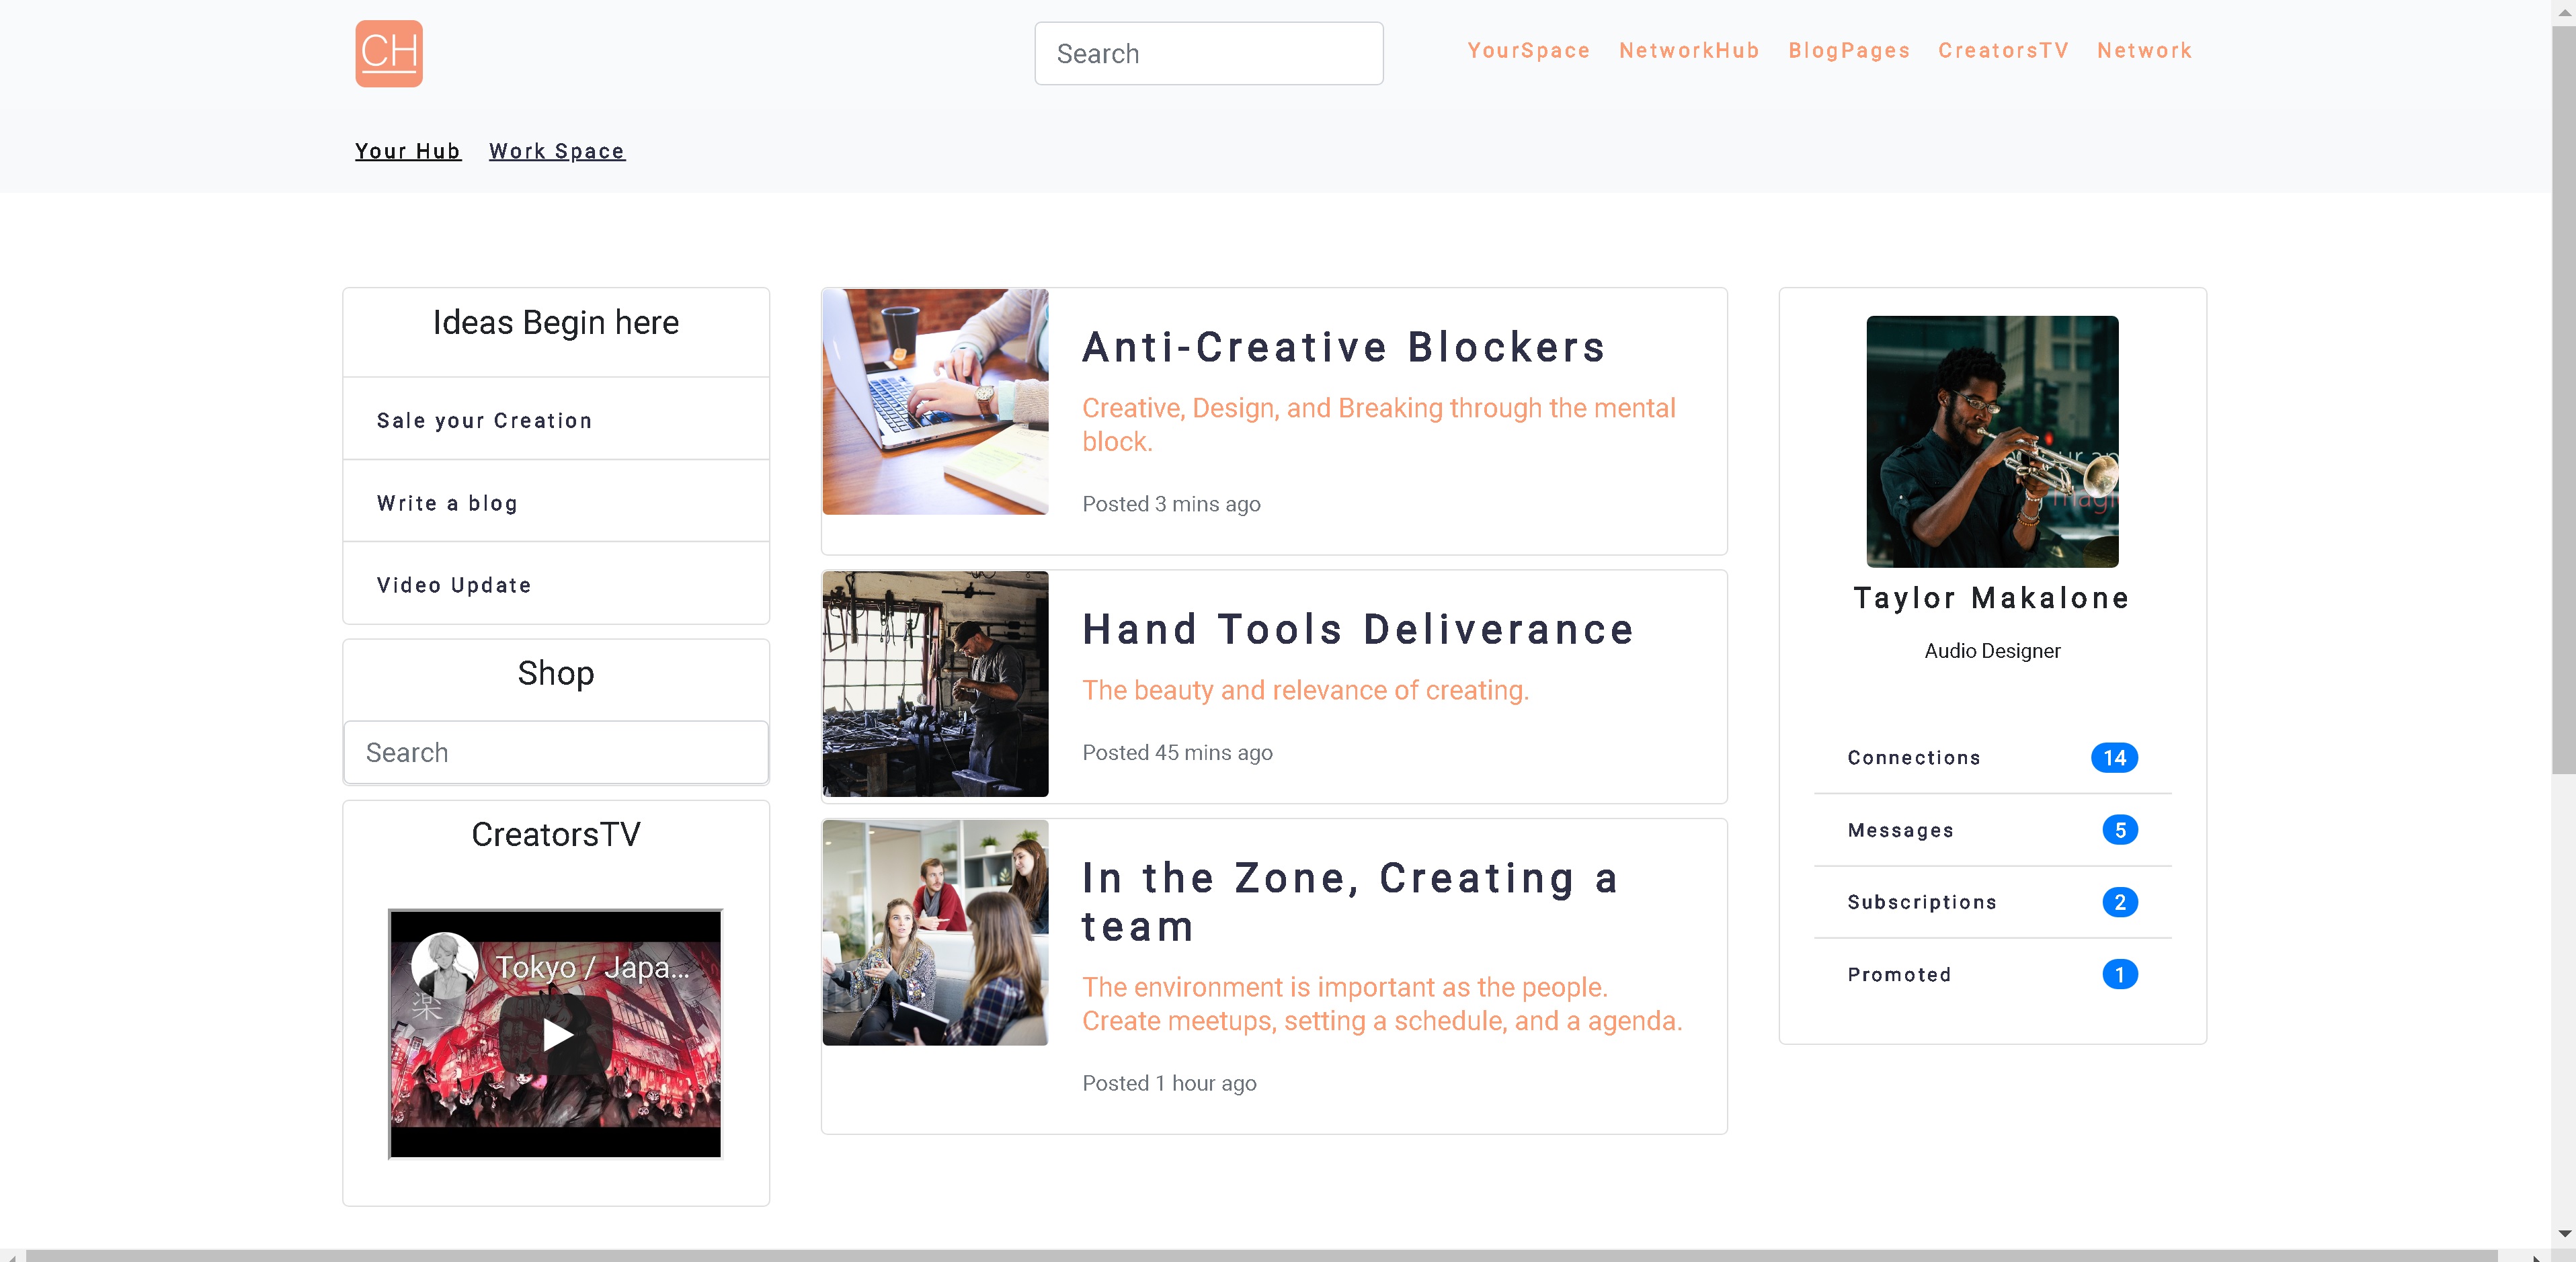 CH
Search
YourSpace NetworkHub BlogPages CreatorsTV Network
Your Hub Work Space
Ideas Begin here
Sale your Creation
Write a blog
Video Update
Shop
Search
CreatorsTV
Tokyo / Japa...
楽
Anti-Creative Blockers
Creative, Design, and Breaking through the mental
block.
Posted 3 mins ago
Hand Tools Deliverance
The beauty and relevance of creating.
Posted 45 mins ago
In the Zone, Creating a
team
The environment is important as the people.
Create meetups, setting a schedule, and a agenda.
Posted 1 hour ago
Taylor Makalone
Audio Designer
Connections 14
Messages 5
Subscriptions 2
Promoted 1